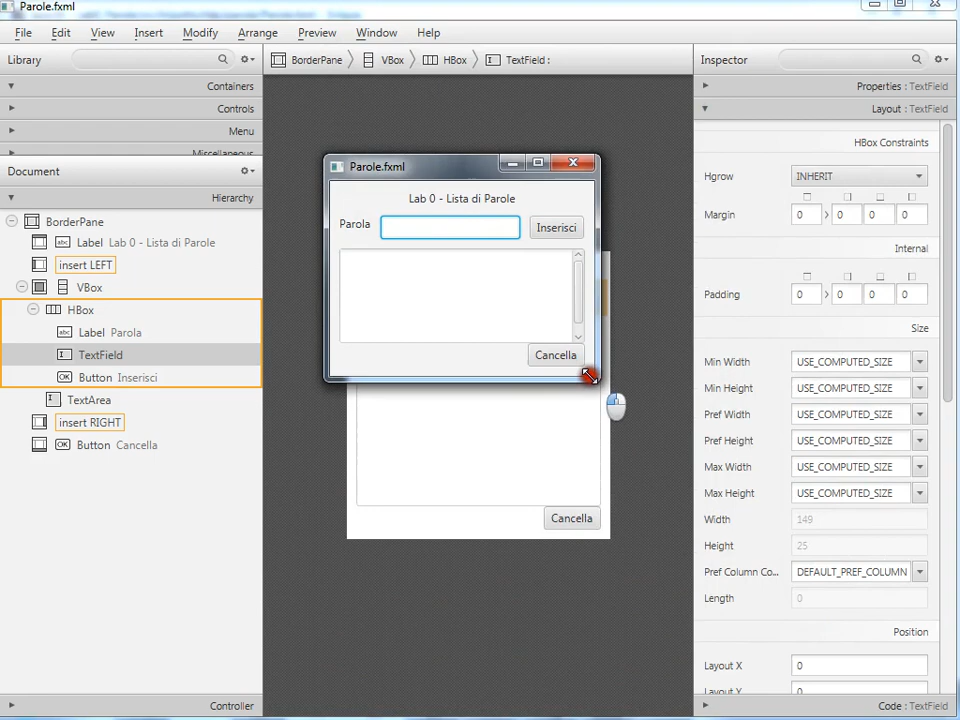 Parole.fxml
File Edit View Insert Modify Arrange Preview Window Help
Library
BorderPane VBox HBox TextField :
Inspector
Containers
Controls
Menu
Miscellaneous
Document
Hierarchy
BorderPane
Label Lab 0 - Lista di Parole
insert LEFT
VBox
HBox
Label Parola
TextField
Button Inserisci
TextArea
insert RIGHT
Button Cancella
Controller
Parole.fxml
Lab 0 - Lista di Parole
Parola
Inserisci
Cancella
Cancella
Properties : TextField
Layout : TextField
HBox Constraints
Hgrow INHERIT
Margin 0 0 0 0
Internal
Padding 0 0 0 0
Size
Min Width USE_COMPUTED_SIZE
Min Height USE_COMPUTED_SIZE
Pref Width USE_COMPUTED_SIZE
Pref Height USE_COMPUTED_SIZE
Max Width USE_COMPUTED_SIZE
Max Height USE_COMPUTED_SIZE
Width 149
Height 25
Pref Column Co... DEFAULT_PREF_COLUMN
Length 0
Position
Layout X 0
Layout Y 0
Code : TextField